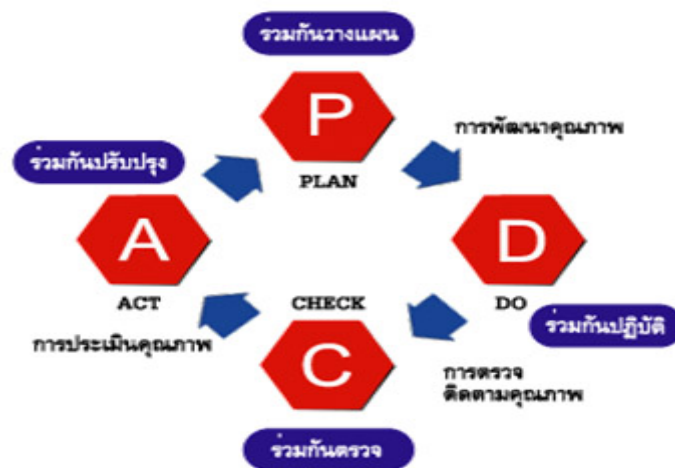 ร่วมกันวางแผน
P
PLAN
การพัฒนาคุณภาพ
ร่วมกันปรับปรุง
A
ACT
D
DO
ร่วมกันปฏิบัติ
CHECK
C
การประเมินคุณภาพ
การตรวจ
ติดตามคุณภาพ
ร่วมกันตรวจ